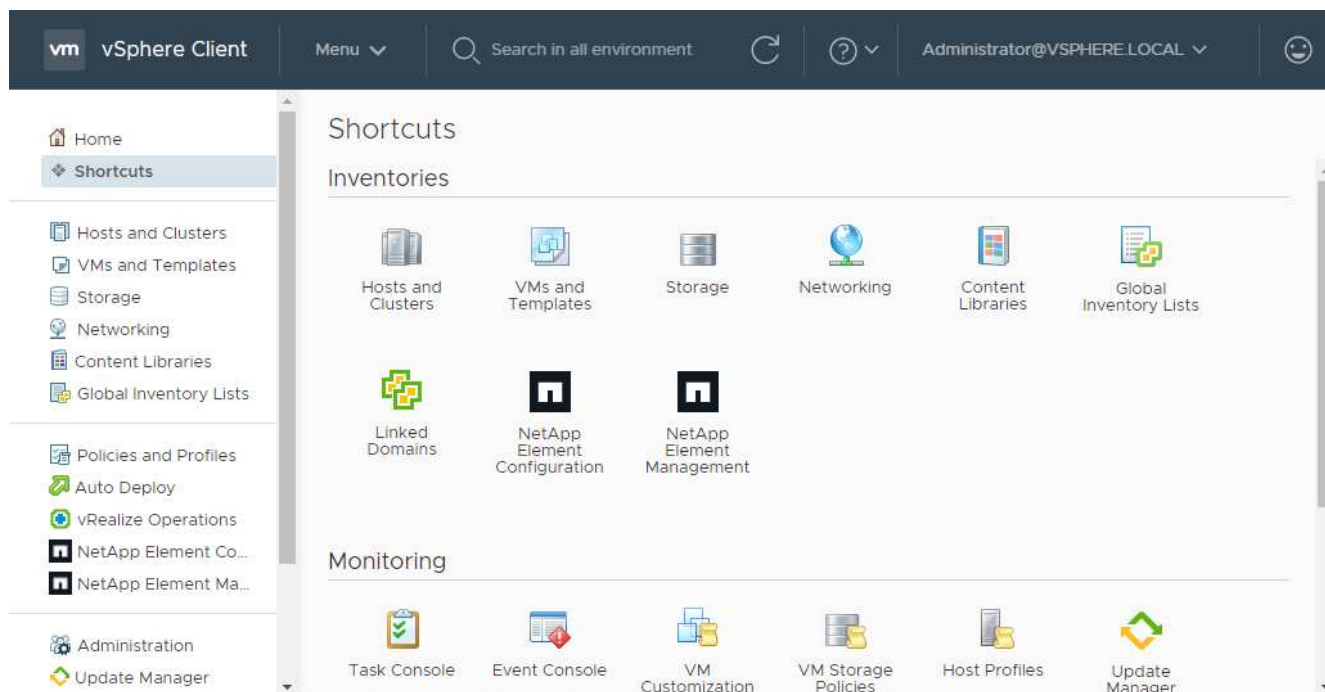 vm vSphere Client Menu Search in all environment Administrator@VSPHERE.LOCAL
Home
Shortcuts
Hosts and Clusters
VMs and Templates
Storage
Networking
Content Libraries
Global Inventory Lists
Policies and Profiles
Auto Deploy
vRealize Operations
NetApp Element Co...
NetApp Element Ma...
Administration
Update Manager
Shortcuts
Inventories
Hosts and
Clusters
VMs and
Templates
Storage
Networking
Content
Libraries
Global
Inventory Lists
Linked
Domains
NetApp
Element
Configuration
NetApp
Element
Management
Monitoring
Task Console
Event Console
VM
Customization
VM Storage
Policies
Host Profiles
Update
Manager